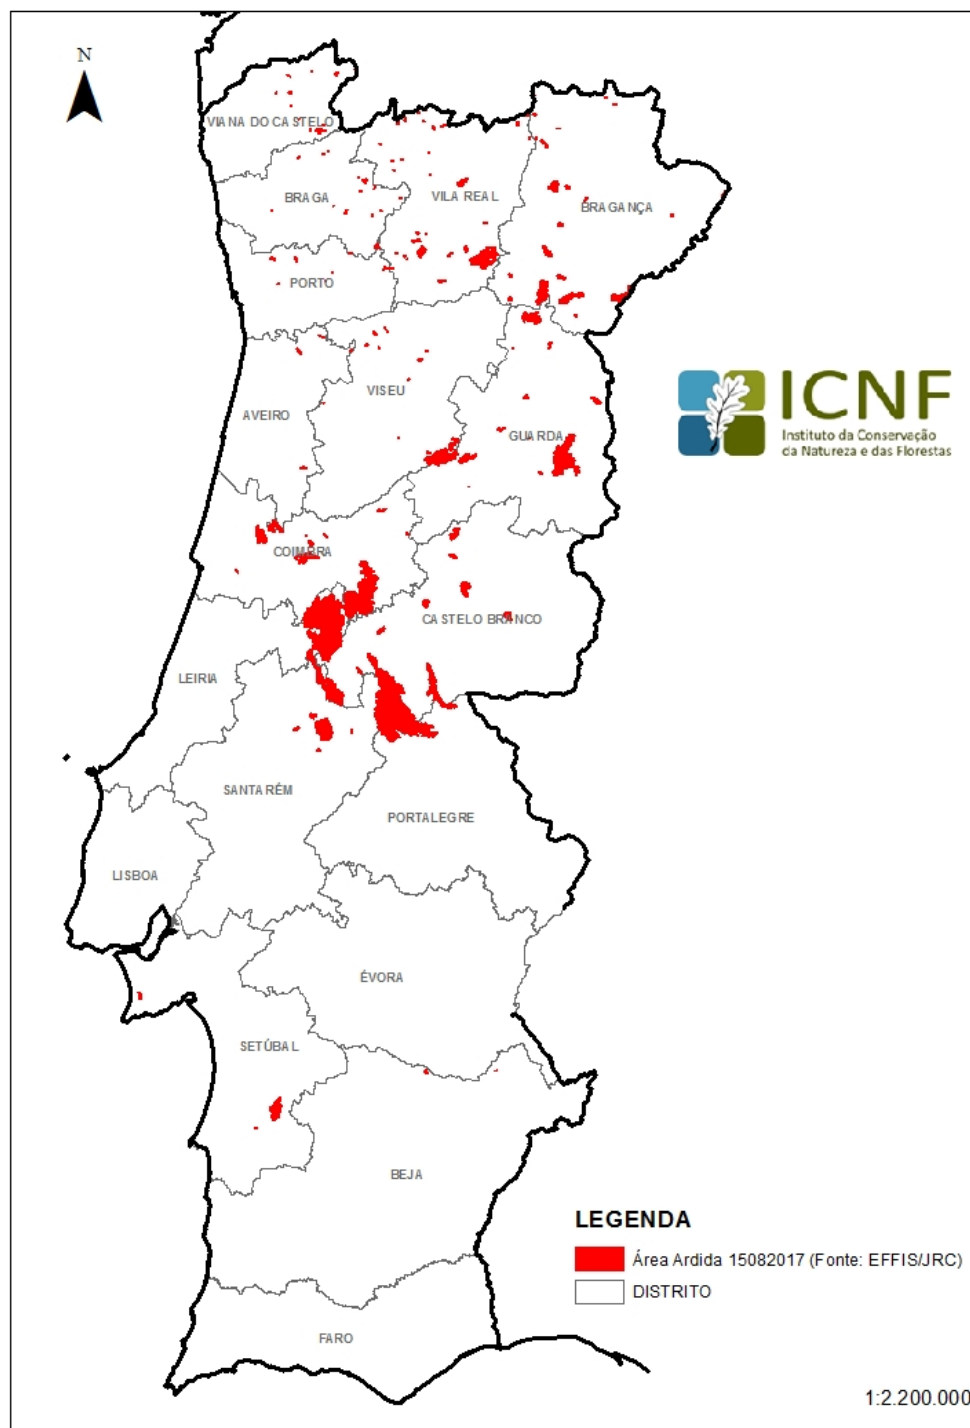 N
VIANA DO CASTELO
BRAGA
VILA REAL
BRAGANÇA
PORTO
VISEU
AVEIRO
GUARDA
ICNF
Instituto da Conservação
da Natureza e das Florestas
COIMBRA
CASTELO BRANCO
LEIRIA
SANTARÉM
PORTALEGRE
LISBOA
ÉVORA
SETÚBAL
BEJA
LEGENDA
Área Ardida 15082017 (Fonte: EFFIS/JRC)
DISTRITO
FARO
1:2.200.000